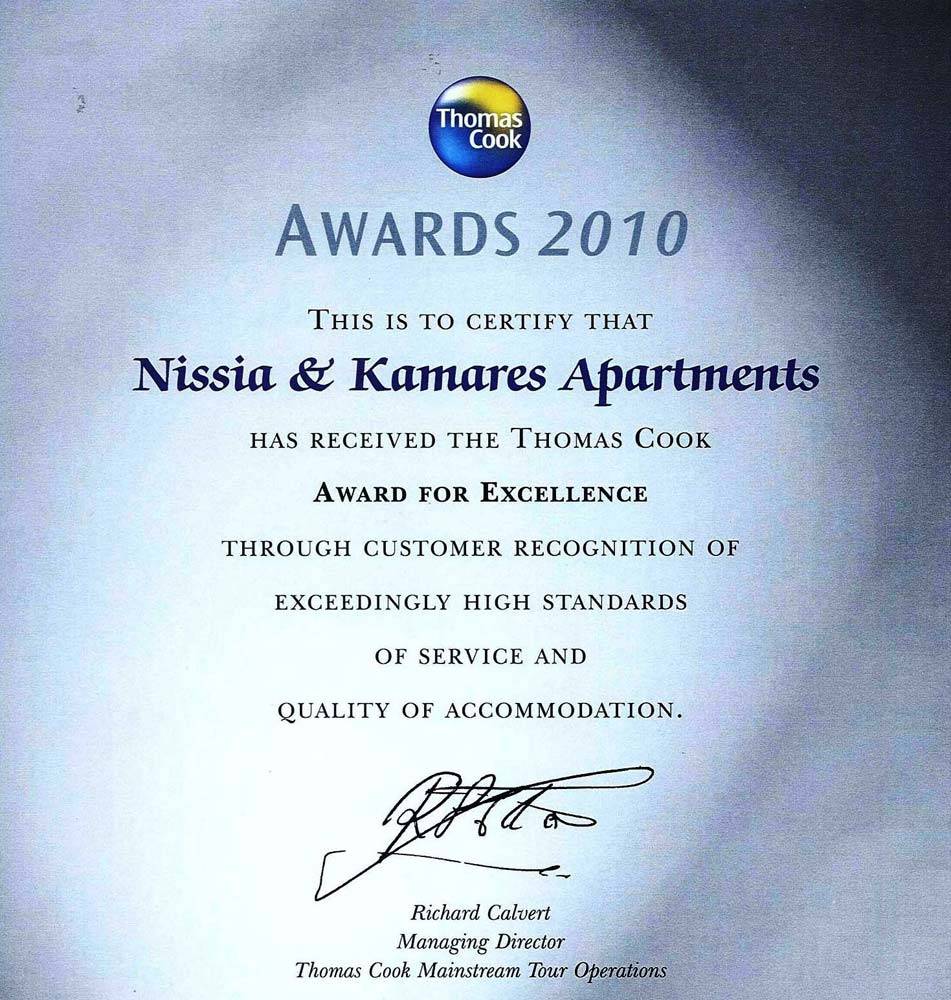 Thomas
Cook
AWARDS 2010
THIS IS TO CERTIFY THAT
Nissia & Kamares Apartments
HAS RECEIVED THE THOMAS COOK
AWARD FOR EXCELLENCE
THROUGH CUSTOMER RECOGNITION OF
EXCEEDINGLY HIGH STANDARDS
OF SERVICE AND
QUALITY OF ACCOMMODATION.
Richard Calvert
Managing Director
Thomas Cook Mainstream Tour Operations